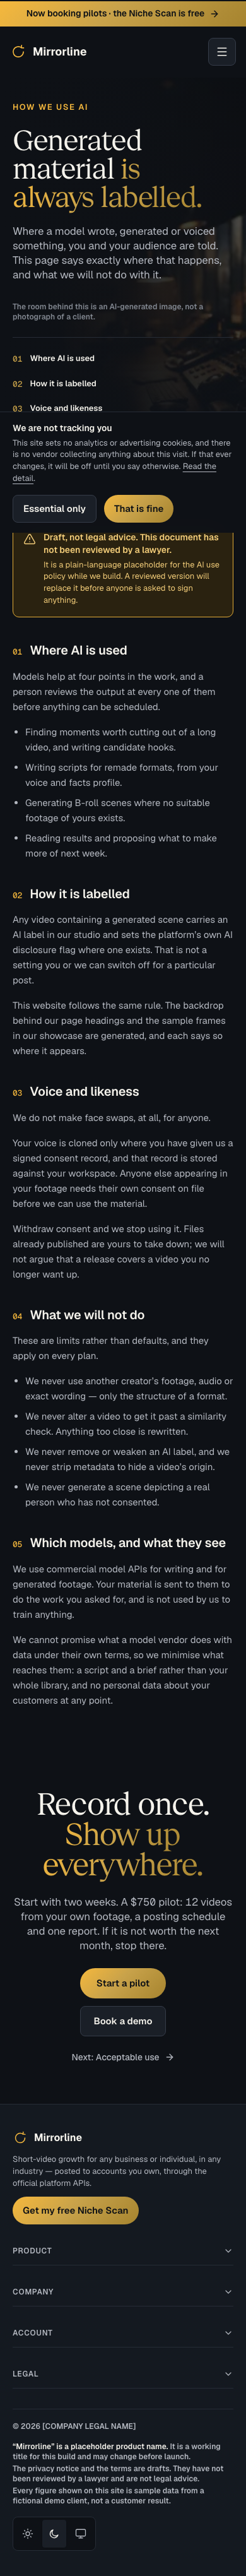 Now booking pilots · the Niche Scan is free →
Mirrorline
HOW WE USE AI
Generated
material is
always labelled.
Where a model wrote, generated or voiced
something, you and your audience are told.
This page says exactly where that happens,
and what we will not do with it.
The room behind this is an AI-generated image, not a
photograph of a client.
01 Where AI is used
02 How it is labelled
03 Voice and likeness
We are not tracking you
This site sets no analytics or advertising cookies, and there
is no vendor collecting anything about this visit. If that ever
changes, it will be off until you say otherwise. Read the
detail.
Essential only
That is fine
Draft, not legal advice. This document has
not been reviewed by a lawyer.
It is a plain-language placeholder for the AI use
policy while we build. A reviewed version will
replace it before anyone is asked to sign
anything.
01 Where AI is used
Models help at four points in the work, and a
person reviews the output at every one of them
before anything can be scheduled.
• Finding moments worth cutting out of a long
video, and writing candidate hooks.
• Writing scripts for remade formats, from your
voice and facts profile.
• Generating B-roll scenes where no suitable
footage of yours exists.
• Reading results and proposing what to make
more of next week.
02 How it is labelled
Any video containing a generated scene carries an
AI label in our studio and sets the platform's own AI
disclosure flag where one exists. That is not a
setting you or we can switch off for a particular
post.
This website follows the same rule. The backdrop
behind our page headings and the sample frames
in our showcase are generated, and each says so
where it appears.
03 Voice and likeness
We do not make face swaps, at all, for anyone.
Your voice is cloned only where you have given us a
signed consent record, and that record is stored
against your workspace. Anyone else appearing in
your footage needs their own consent on file
before we can use the material.
Withdraw consent and we stop using it. Files
already published are yours to take down; we will
not argue that a release covers a video you no
longer want up.
04 What we will not do
These are limits rather than defaults, and they
apply on every plan.
• We never use another creator's footage, audio or
exact wording — only the structure of a format.
• We never alter a video to get it past a similarity
check. Anything too close is rewritten.
• We never remove or weaken an AI label, and we
never strip metadata to hide a video's origin.
• We never generate a scene depicting a real
person who has not consented.
05 Which models, and what they see
We use commercial model APIs for writing and for
generated footage. Your material is sent to them to
do the work you asked for, and is not used by us to
train anything.
We cannot promise what a model vendor does with
data under their own terms, so we minimise what
reaches them: a script and a brief rather than your
whole library, and no personal data about your
customers at any point.
Record once.
Show up
everywhere.
Start with two weeks. A $750 pilot: 12 videos
from your own footage, a posting schedule
and one report. If it is not worth the next
month, stop there.
Start a pilot
Book a demo
Next: Acceptable use →
Mirrorline
Short-video growth for any business or individual, in any
industry — posted to accounts you own, through the
official platform APIs.
Get my free Niche Scan
PRODUCT
COMPANY
ACCOUNT
LEGAL
© 2026 [COMPANY LEGAL NAME]
"Mirrorline" is a placeholder product name. It is a working
title for this build and may change before launch.
The privacy notice and the terms are drafts. They have not
been reviewed by a lawyer and are not legal advice.
Every figure shown on this site is sample data from a
fictional demo client, not a customer result.